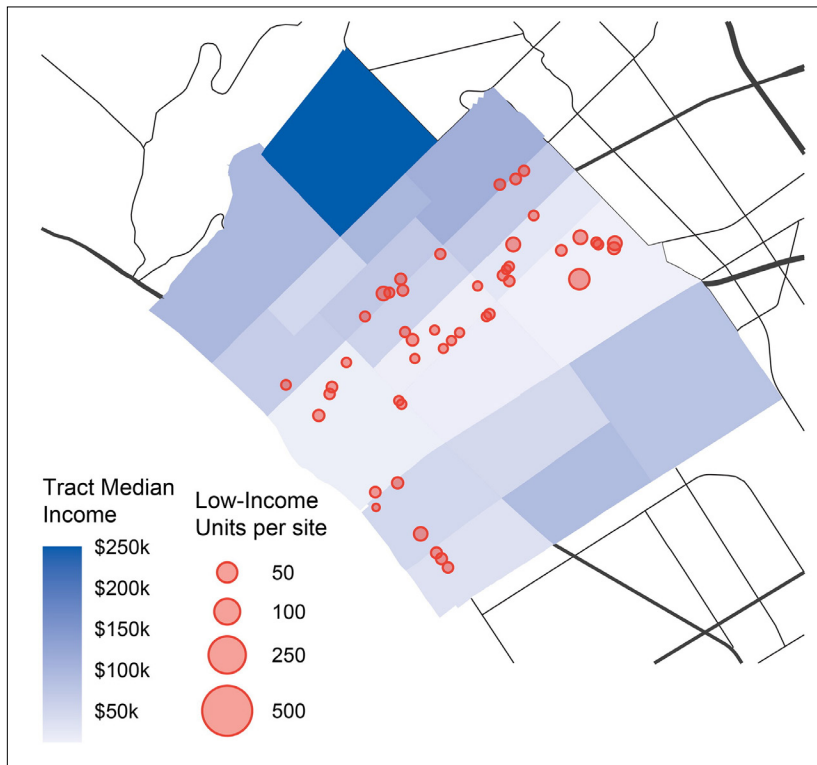 Tract Median
Income
$250k
$200k
$150k
$100k
$50k
Low-Income
Units per site
50
100
250
500